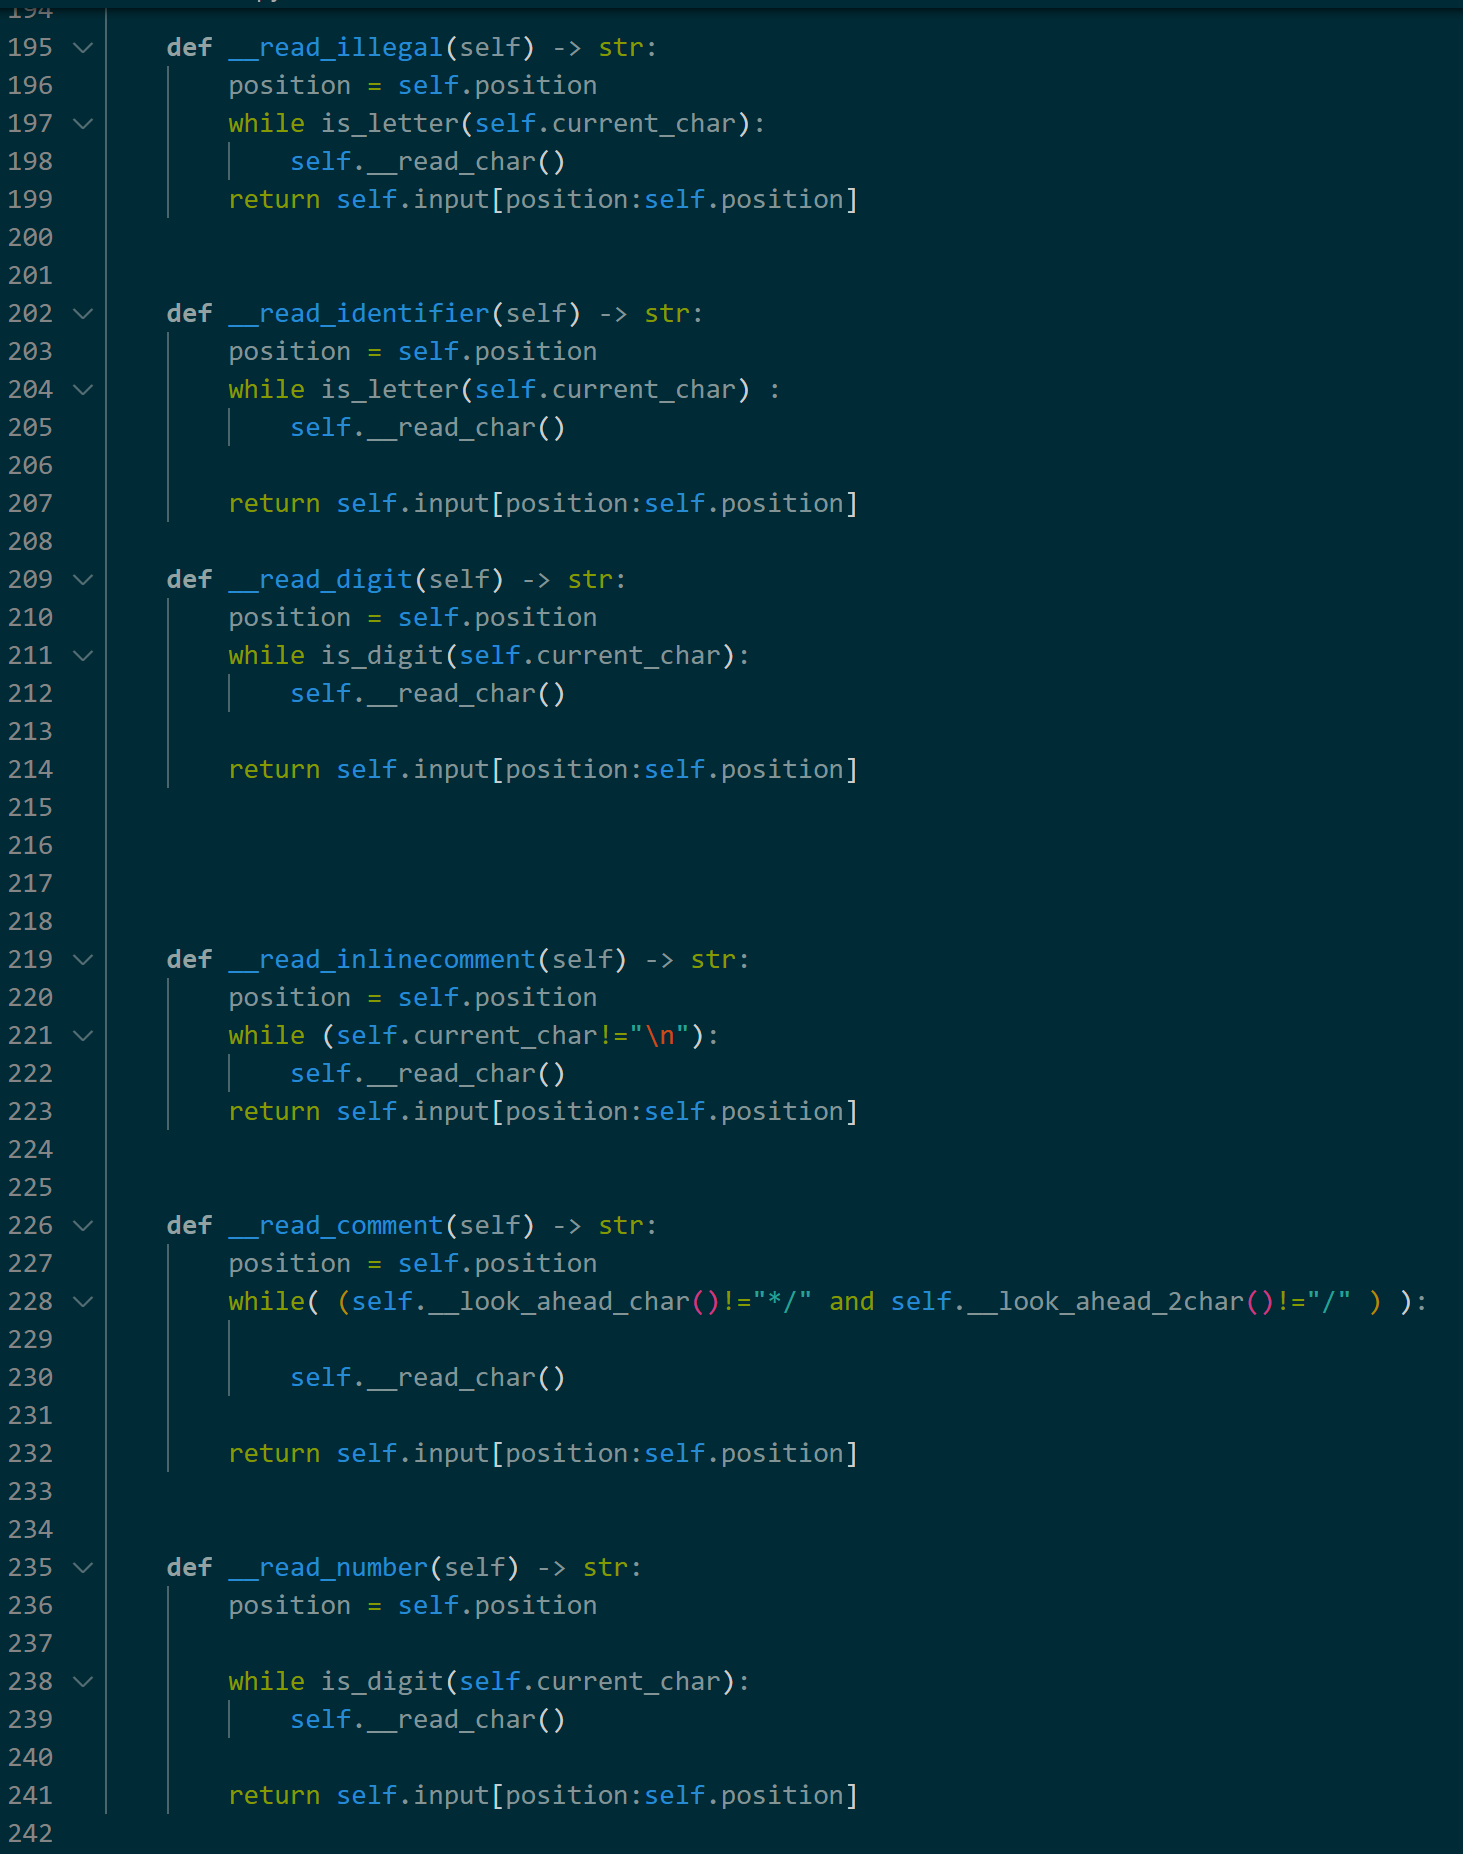 194
195 def __read_illegal(self) -> str:
196 position = self.position
197 while is_letter(self.current_char):
198 self.__read_char()
199 return self.input[position:self.position]
200
201
202 def __read_identifier(self) -> str:
203 position = self.position
204 while is_letter(self.current_char) :
205 self.__read_char()
206
207 return self.input[position:self.position]
208
209 def __read_digit(self) -> str:
210 position = self.position
211 while is_digit(self.current_char):
212 self.__read_char()
213
214 return self.input[position:self.position]
215
216
217
218
219 def __read_inlinecomment(self) -> str:
220 position = self.position
221 while (self.current_char!="\n"):
222 self.__read_char()
223 return self.input[position:self.position]
224
225
226 def __read_comment(self) -> str:
227 position = self.position
228 while( (self.__look_ahead_char()!="*/" and self.__look_ahead_2char()!="/" ) ):
229
230 self.__read_char()
231
232 return self.input[position:self.position]
233
234
235 def __read_number(self) -> str:
236 position = self.position
237
238 while is_digit(self.current_char):
239 self.__read_char()
240
241 return self.input[position:self.position]
242